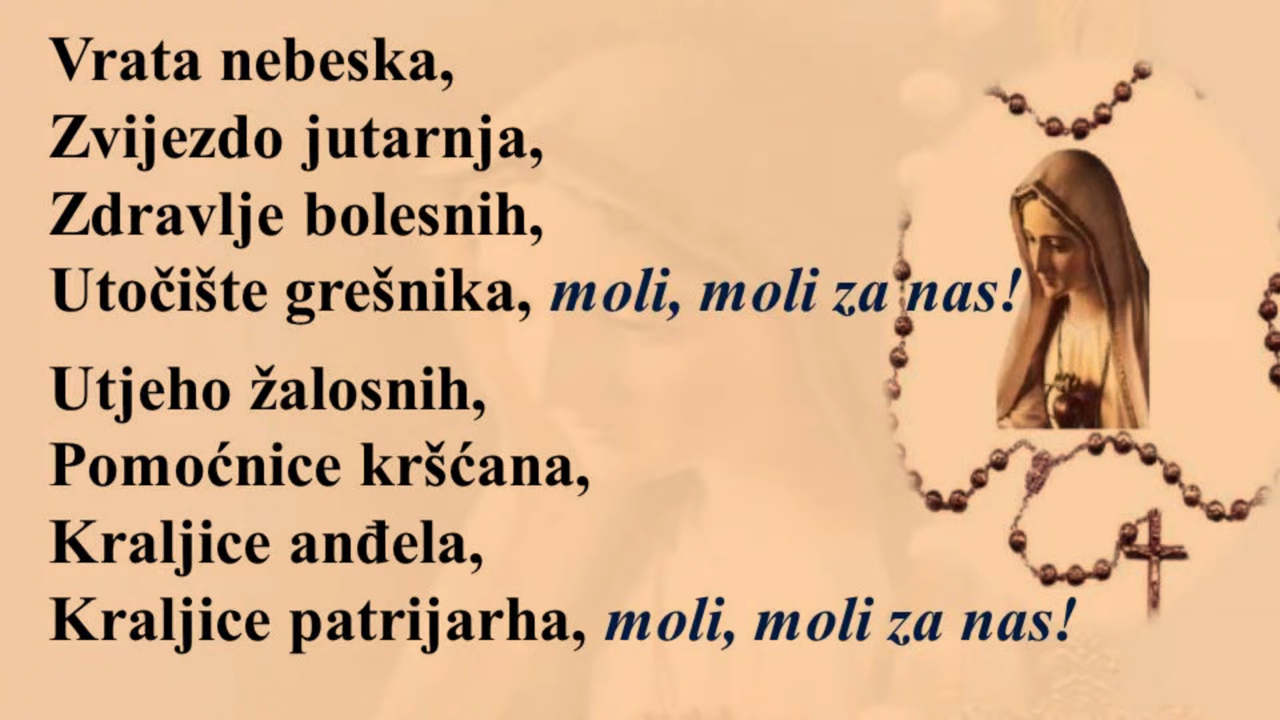 Vrata nebeska,
Zvijezdo jutarnja,
Zdravlje bolesnih,
Utočište grešnika, moli, moli za nas!
Utjeho žalosnih,
Pomoćnice kršćana,
Kraljice anđela,
Kraljice patrijarha, moli, moli za nas!